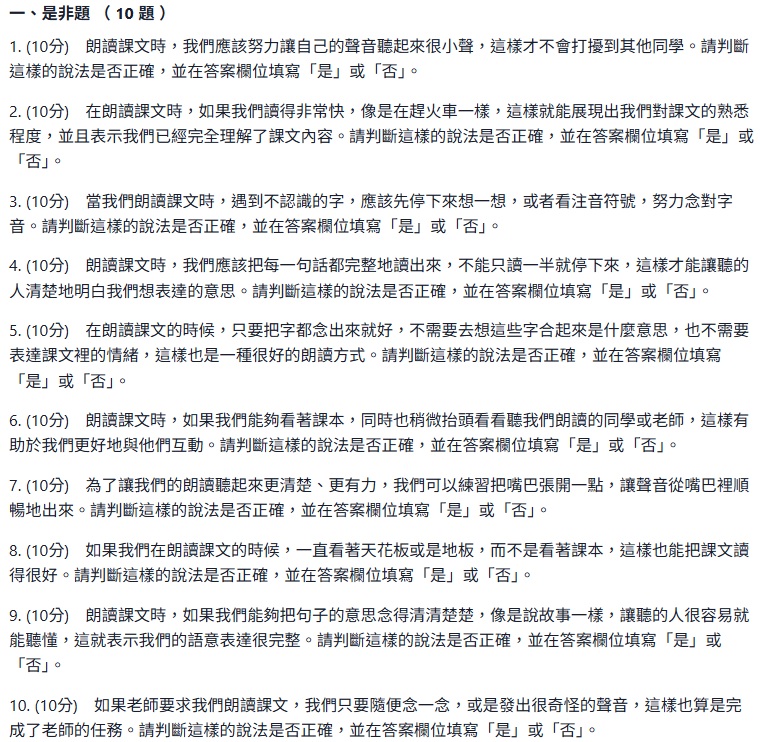 一、是非題 （ 10 題 ）
1. (10分)　朗讀課文時，我們應該努力讓自己的聲音聽起來很小聲，這樣才不會打擾到其他同學。請判斷
這樣的說法是否正確，並在答案欄位填寫「是」或「否」。
2. (10分)　在朗讀課文時，如果我們讀得非常快，像是在趕火車一樣，這樣就能展現出我們對課文的熟悉
程度，並且表示我們已經完全理解了課文內容。請判斷這樣的說法是否正確，並在答案欄位填寫「是」或
「否」。
3. (10分)　當我們朗讀課文時，遇到不認識的字，應該先停下來想一想，或者看注音符號，努力念對字
音。請判斷這樣的說法是否正確，並在答案欄位填寫「是」或「否」。
4. (10分)　朗讀課文時，我們應該把每一句話都完整地讀出來，不能只讀一半就停下來，這樣才能讓聽的
人清楚地明白我們想表達的意思。請判斷這樣的說法是否正確，並在答案欄位填寫「是」或「否」。
5. (10分)　在朗讀課文的時候，只要把字都念出來就好，不需要去想這些字合起來是什麼意思，也不需要
表達課文裡的情緒，這樣也是一種很好的朗讀方式。請判斷這樣的說法是否正確，並在答案欄位填寫
「是」或「否」。
6. (10分)　朗讀課文時，如果我們能夠看著課本，同時也稍微抬頭看看聽我們朗讀的同學或老師，這樣有
助於我們更好地與他們互動。請判斷這樣的說法是否正確，並在答案欄位填寫「是」或「否」。
7. (10分)　為了讓我們的朗讀聽起來更清楚、更有力，我們可以練習把嘴巴張開一點，讓聲音從嘴巴裡順
暢地出來。請判斷這樣的說法是否正確，並在答案欄位填寫「是」或「否」。
8. (10分)　如果我們在朗讀課文的時候，一直看著天花板或是地板，而不是看著課本，這樣也能把課文讀
得很好。請判斷這樣的說法是否正確，並在答案欄位填寫「是」或「否」。
9. (10分)　朗讀課文時，如果我們能夠把句子的意思念得清清楚楚，像是說故事一樣，讓聽的人很容易就
能聽懂，這就表示我們的語意表達很完整。請判斷這樣的說法是否正確，並在答案欄位填寫「是」或
「否」。
10. (10分)　如果老師要求我們朗讀課文，我們只要隨便念一念，或是發出很奇怪的聲音，這樣也算是完
成了老師的任務。請判斷這樣的說法是否正確，並在答案欄位填寫「是」或「否」。